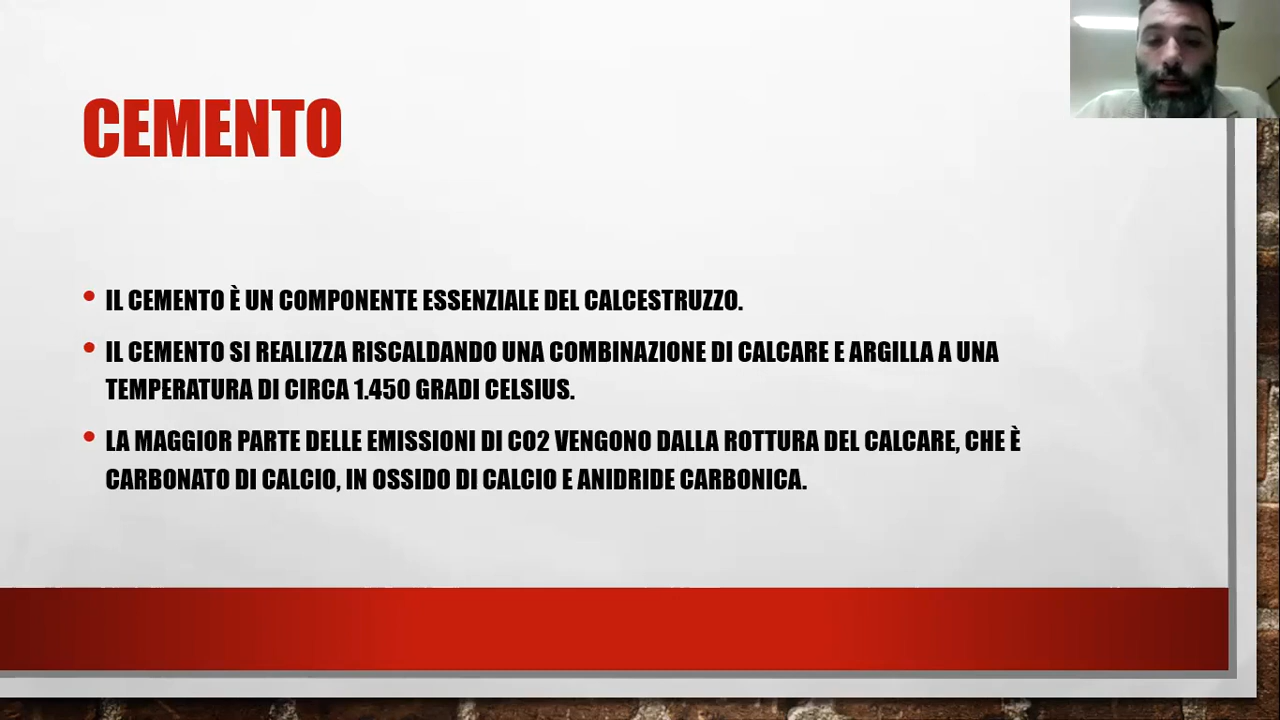 CEMENTO
• IL CEMENTO È UN COMPONENTE ESSENZIALE DEL CALCESTRUZZO.
• IL CEMENTO SI REALIZZA RISCALDANDO UNA COMBINAZIONE DI CALCARE E ARGILLA A UNA
TEMPERATURA DI CIRCA 1.450 GRADI CELSIUS.
• LA MAGGIOR PARTE DELLE EMISSIONI DI CO2 VENGONO DALLA ROTTURA DEL CALCARE, CHE È
CARBONATO DI CALCIO, IN OSSIDO DI CALCIO E ANIDRIDE CARBONICA.